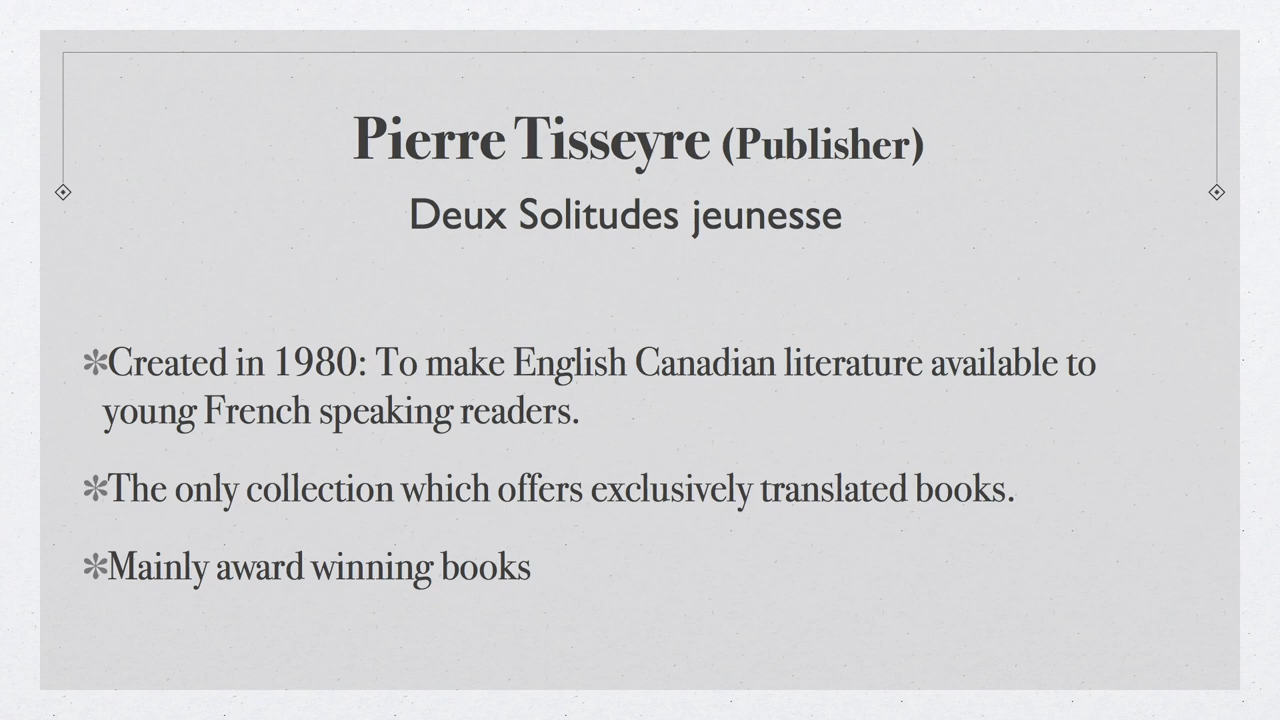 Pierre Tisseyre (Publisher)
Deux Solitudes jeunesse
✻Created in 1980: To make English Canadian literature available to
young French speaking readers.
✻The only collection which offers exclusively translated books.
✻Mainly award winning books